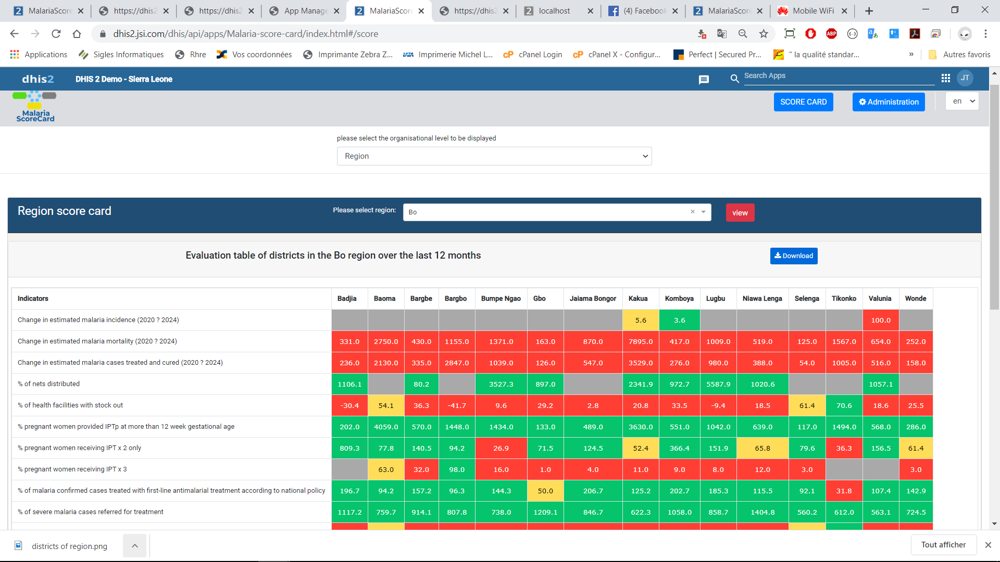 MalariaScore
https://dhis2
https://dhis2
App Manage
MalariaScore
https://dhis2
localhost
(4) Facebook
MalariaScore
Mobile WiFi
dhis2.jsi.com/dhis/api/apps/Malaria-score-card/index.html#/score
Applications
Sigles Informatiques
Rhre
Vos coordonnées
Imprimante Zebra Z...
Imprimerie Michel L...
cPanel Login
cPanel X - Configur...
Perfect | Secured Pr...
" la qualité standar...
»
Autres favoris
dhis2 DHIS 2 Demo - Sierra Leone
Search Apps
JT
Malaria
ScoreCard
SCORE CARD
Administration
en
please select the organisational level to be displayed
Region
Region score card
Please select region:
Bo
view
Evaluation table of districts in the Bo region over the last 12 months
Download
Indicators Badjia Baoma Bargbe Bargbo Bumpe Ngao Gbo Jaiama Bongor Kakua Komboya Lugbu Niawa Lenga Selenga Tikonko Valunia Wonde
Change in estimated malaria incidence (2020 ? 2024) 5.6 3.6 100.0
Change in estimated malaria mortality (2020 ? 2024) 331.0 2750.0 430.0 1155.0 1371.0 163.0 870.0 7895.0 417.0 1009.0 519.0 125.0 1567.0 654.0 252.0
Change in estimated malaria cases treated and cured (2020 ? 2024) 236.0 2130.0 335.0 2847.0 1039.0 126.0 547.0 3529.0 276.0 980.0 388.0 54.0 1005.0 516.0 158.0
% of nets distributed 1106.1 80.2 3527.3 897.0 2341.9 972.7 5587.9 1020.6 1057.1
% of health facilities with stock out -30.4 54.1 36.3 -41.7 9.6 29.2 2.8 20.8 33.5 -9.4 18.5 61.4 70.6 18.6 25.5
% pregnant women provided IPTp at more than 12 week gestational age 202.0 4059.0 570.0 1448.0 1434.0 133.0 489.0 3630.0 551.0 1042.0 639.0 117.0 1494.0 568.0 286.0
% pregnant women receiving IPT x 2 only 809.3 77.8 140.5 94.2 26.9 71.5 124.5 52.4 366.4 151.9 65.8 79.6 36.3 156.5 61.4
% pregnant women receiving IPT x 3 63.0 32.0 98.0 16.0 1.0 4.0 11.0 9.0 8.0 12.0 3.0 3.0
% of malaria confirmed cases treated with first-line antimalarial treatment according to national policy 196.7 94.2 157.2 96.3 144.3 50.0 206.7 125.2 202.7 185.3 115.5 92.1 31.8 107.4 142.9
% of severe malaria cases referred for treatment 1117.2 759.7 914.1 807.8 738.0 1209.1 846.7 622.3 1058.0 858.7 1404.8 560.2 612.0 563.1 724.5
districts of region.png
Tout afficher